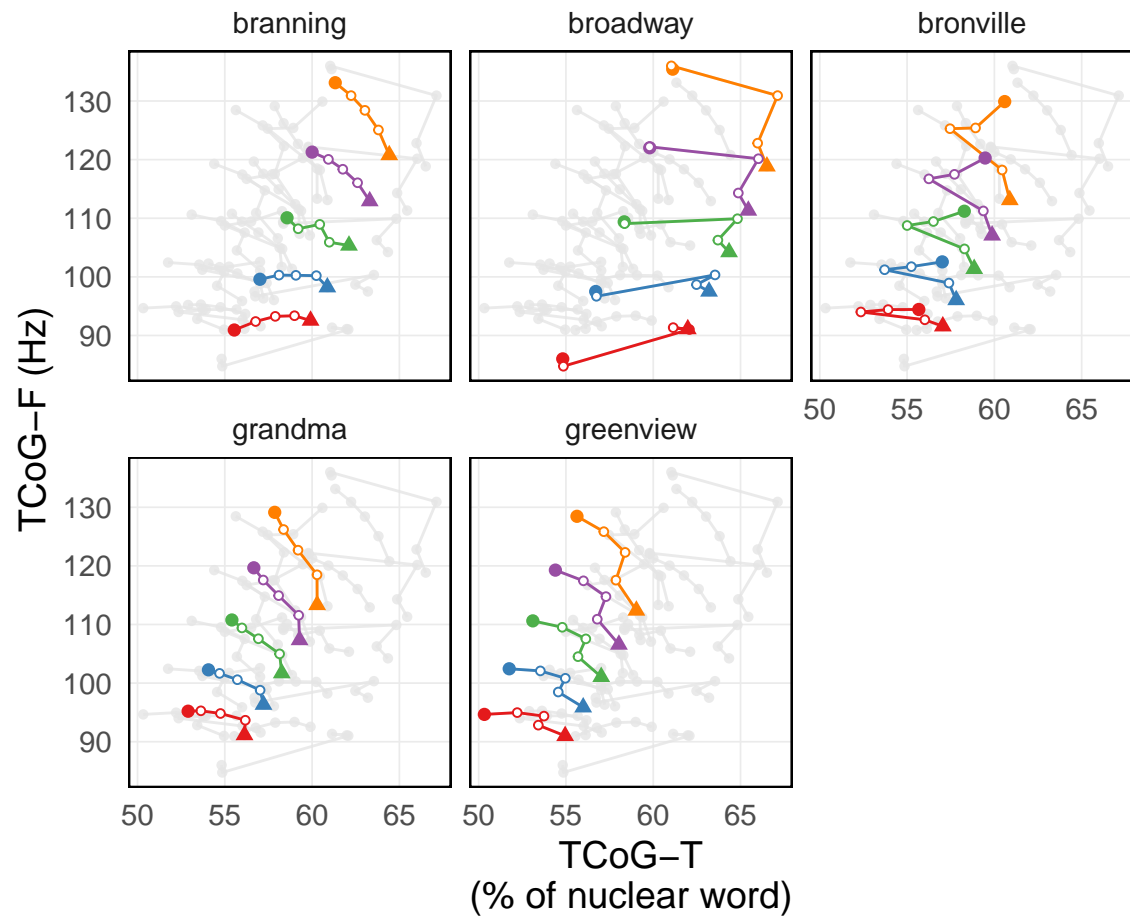 branning broadway bronville
130
120
110
100
90
50 55 60 65
grandma greenview
130
120
110
100
90
50 55 60 65 50 55 60 65
TCoG−F (Hz)
TCoG−T
(% of nuclear word)